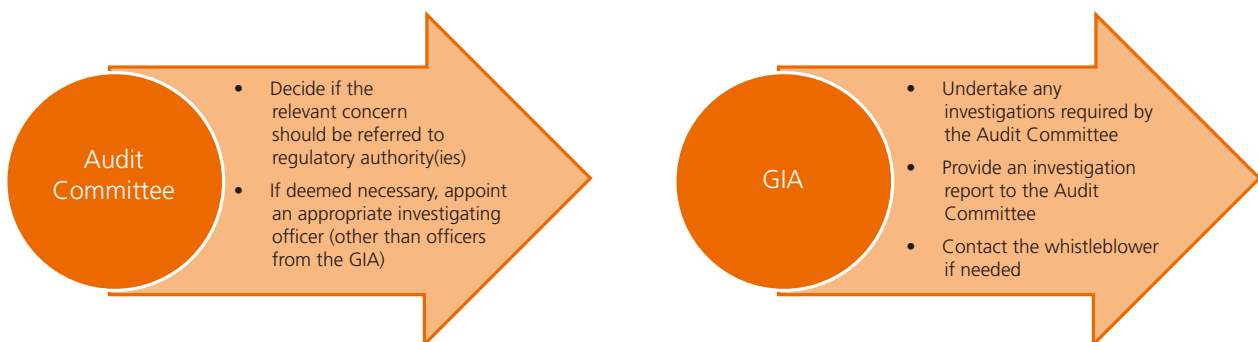 Audit
Committee
• Decide if the
relevant concern
should be referred to
regulatory authority(ies)
• If deemed necessary, appoint
an appropriate investigating
officer (other than officers
from the GIA)
GIA
• Undertake any
investigations required by
the Audit Committee
• Provide an investigation
report to the Audit
Committee
• Contact the whistleblower
if needed